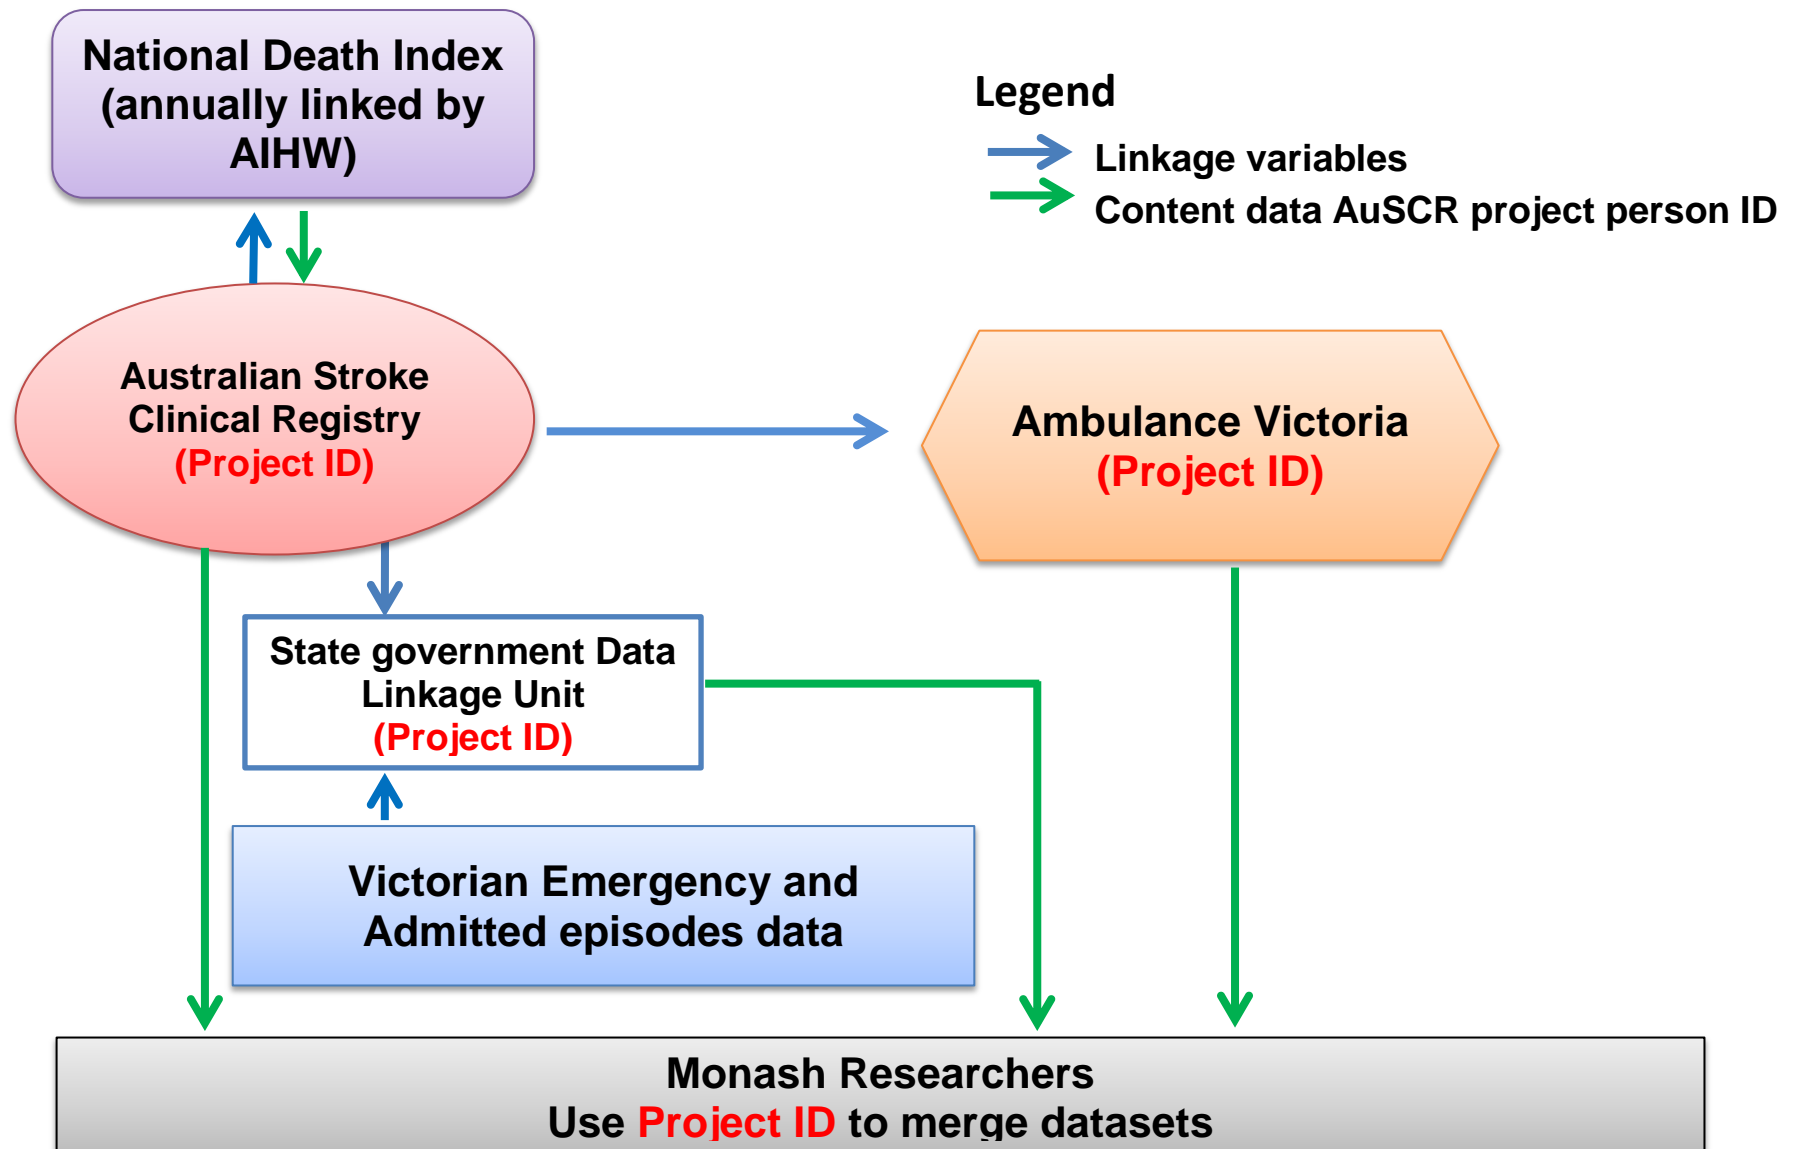 National Death Index
(annually linked by
AIHW)
Legend
Linkage variables
Content data AuSCR project person ID
Australian Stroke
Clinical Registry
(Project ID)
Ambulance Victoria
(Project ID)
State government Data
Linkage Unit
(Project ID)
Victorian Emergency and
Admitted episodes data
Monash Researchers
Use Project ID to merge datasets